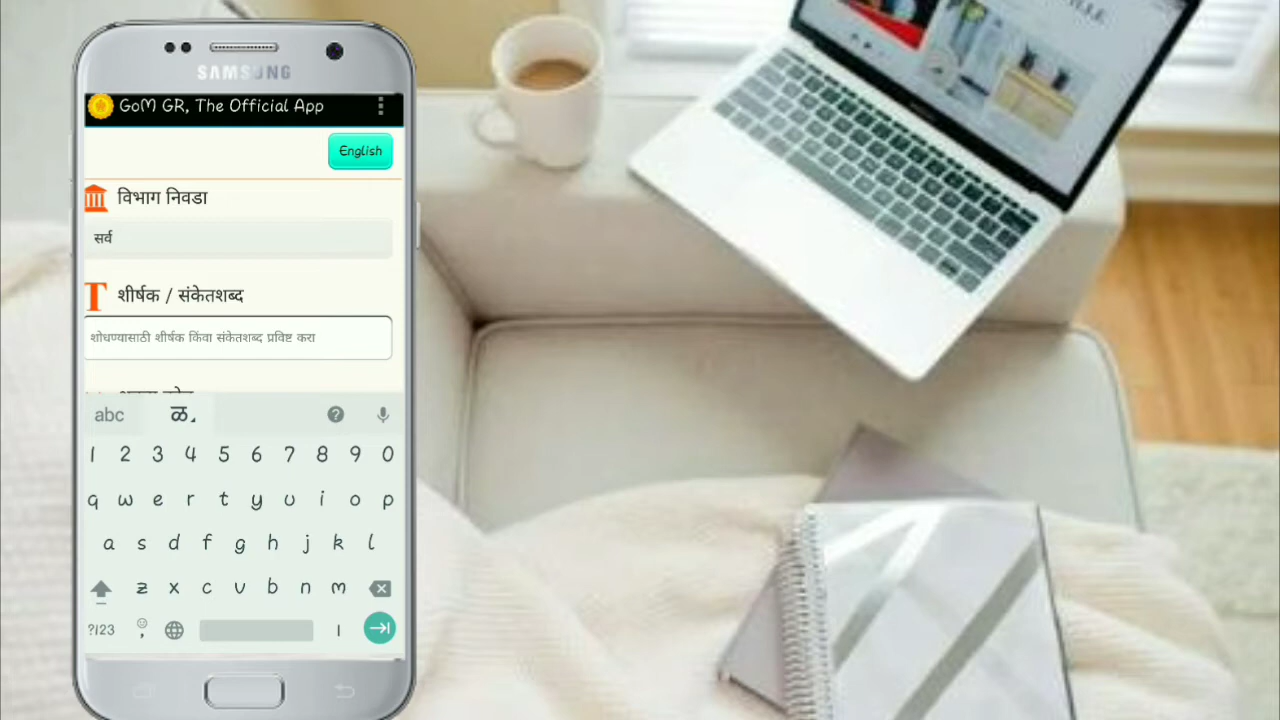 SAMSUNG
GoM GR, The Official App
English
विभाग निवडा
सर्व
शीर्षक / संकेतशब्द
शोधण्यासाठी शीर्षक किंवा संकेतशब्द प्रविष्ट करा
abc ळ
1 2 3 4 5 6 7 8 9 0
q w e r t y u i o p
a s d f g h j k l
z x c v b n m
?123 , ।